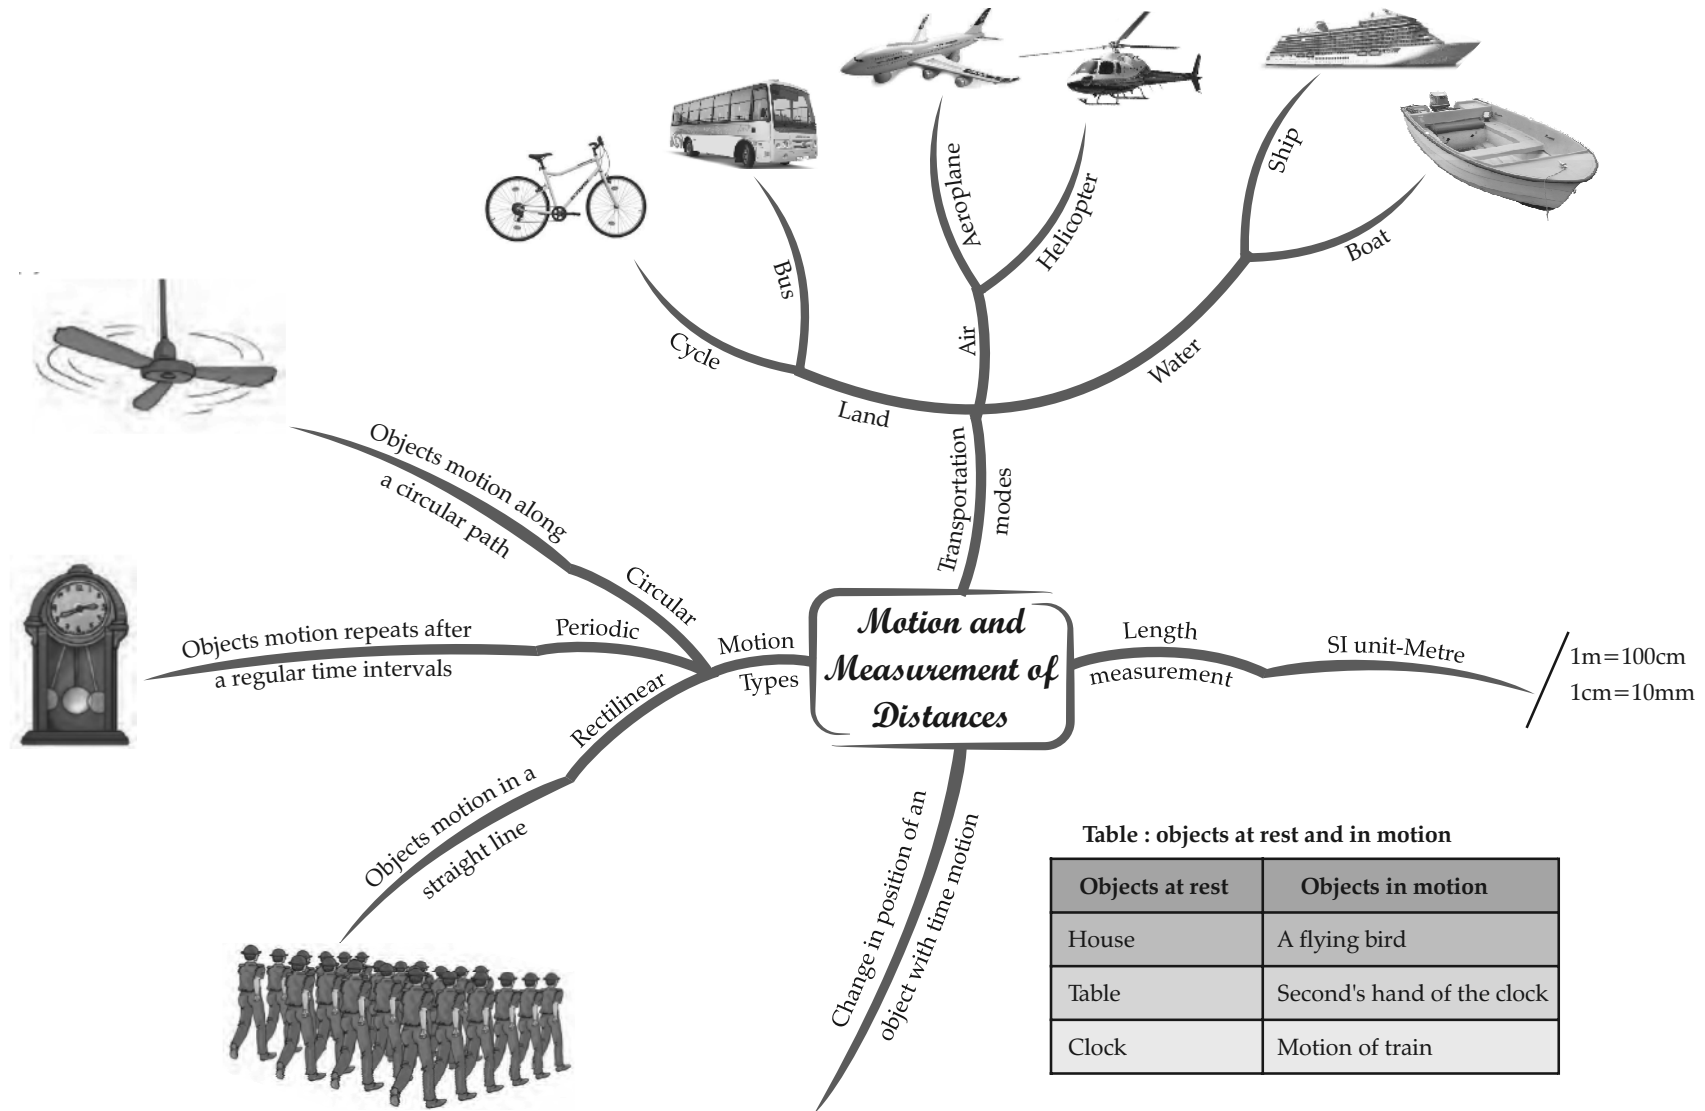 Aeroplane
Helicopter
Ship
Boat
Bus
Cycle
Air
Water
Land
Transportation
modes
Objects motion along
a circular path
Circular
Objects motion repeats after
a regular time intervals
Periodic
Motion
Types
Rectilinear
Objects motion in a
straight line
Motion and
Measurement of
Distances
Length
measurement
SI unit-Metre
1m=100cm
1cm=10mm
Change in position of an
object with time motion
Table : objects at rest and in motion
Objects at rest Objects in motion
House A flying bird
Table Second's hand of the clock
Clock Motion of train